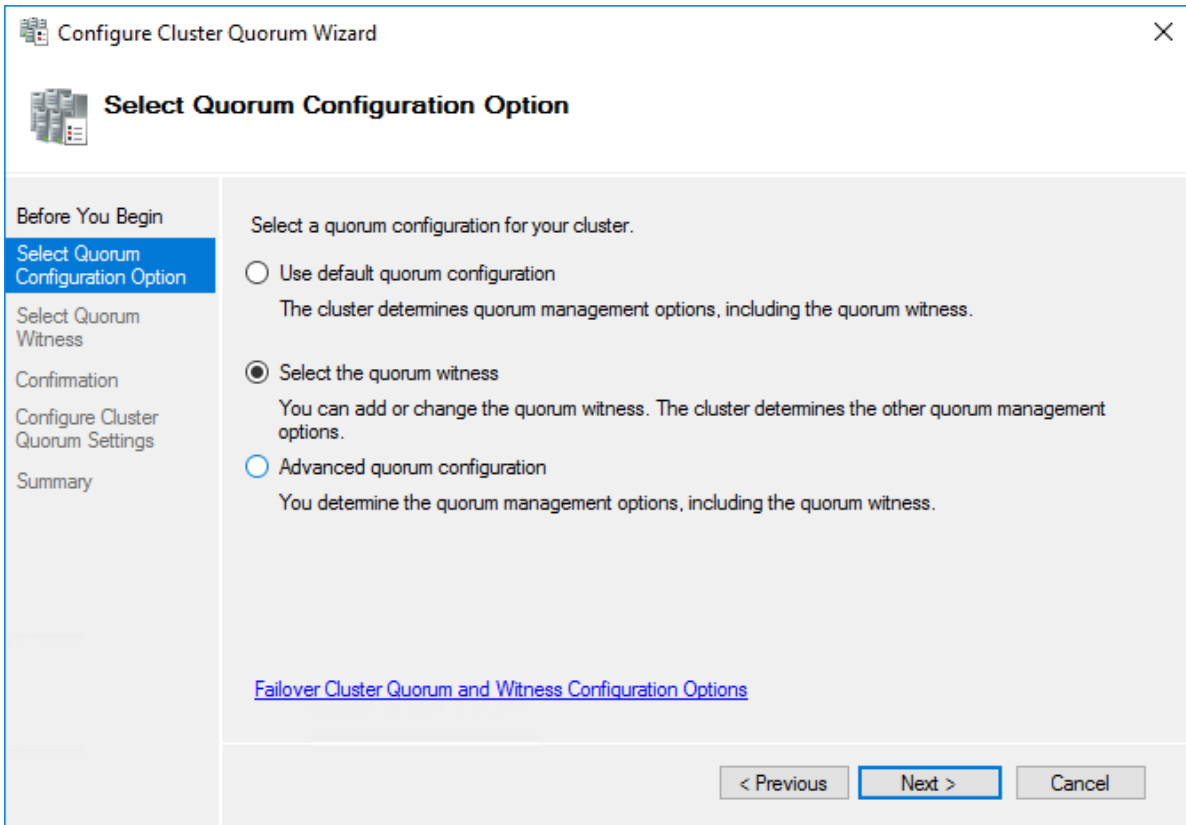 Configure Cluster Quorum Wizard
Select Quorum Configuration Option
Before You Begin
Select Quorum
Configuration Option
Select Quorum
Witness
Confirmation
Configure Cluster
Quorum Settings
Summary
Select a quorum configuration for your cluster.
Use default quorum configuration
The cluster determines quorum management options, including the quorum witness.
Select the quorum witness
You can add or change the quorum witness. The cluster determines the other quorum management
options.
Advanced quorum configuration
You determine the quorum management options, including the quorum witness.
Failover Cluster Quorum and Witness Configuration Options
< Previous
Next >
Cancel